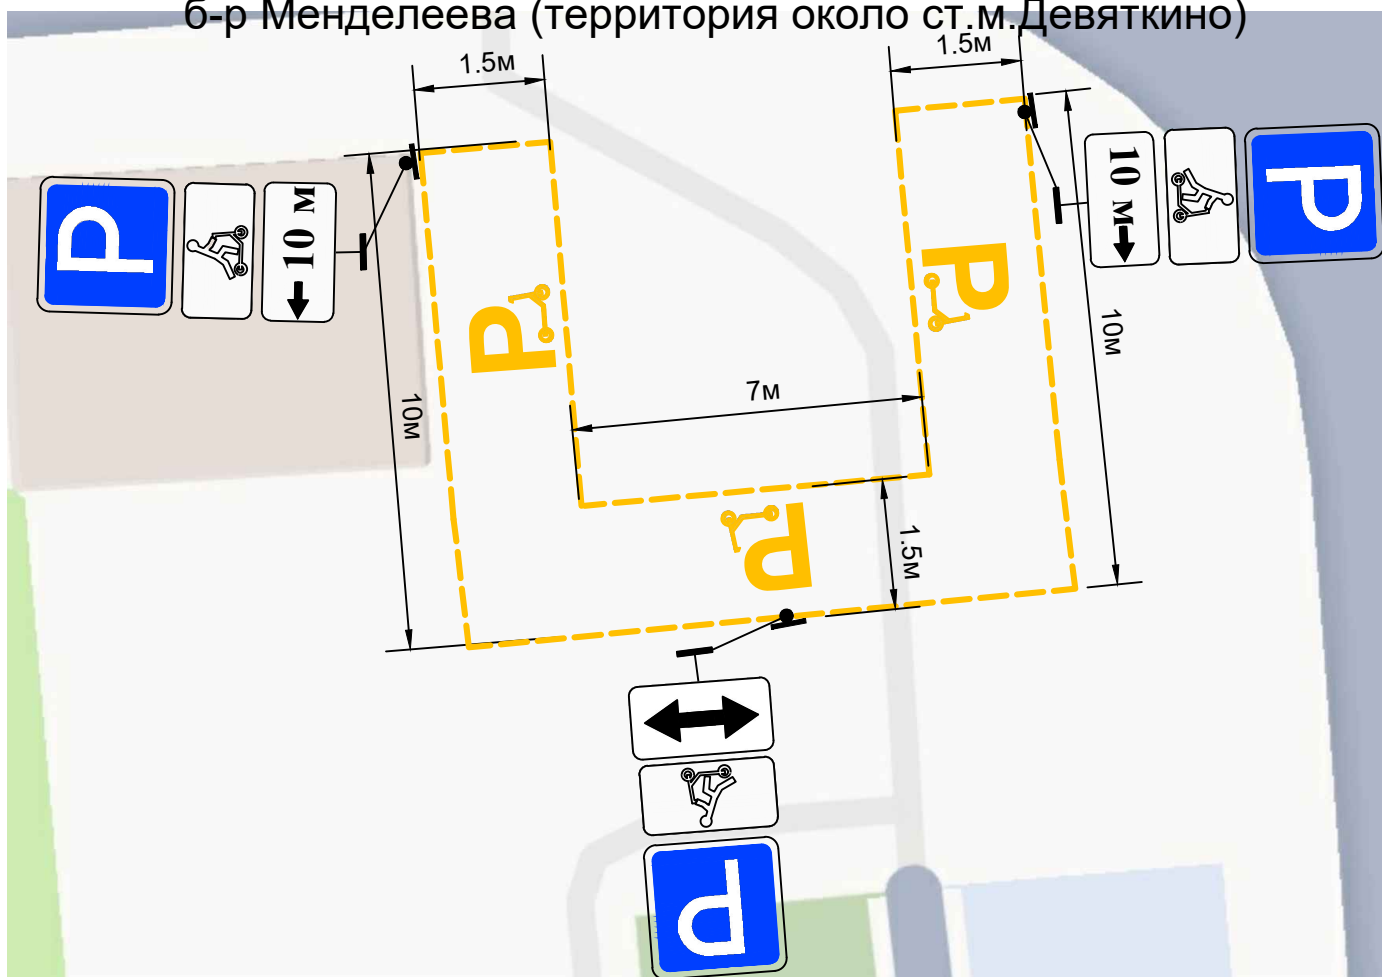 б-р Менделеева (территория около ст.м.Девяткино)
1.5м
1.5м
P
10 м
10 м
P
P
P
10м
7м
10м
1.5м
P
P